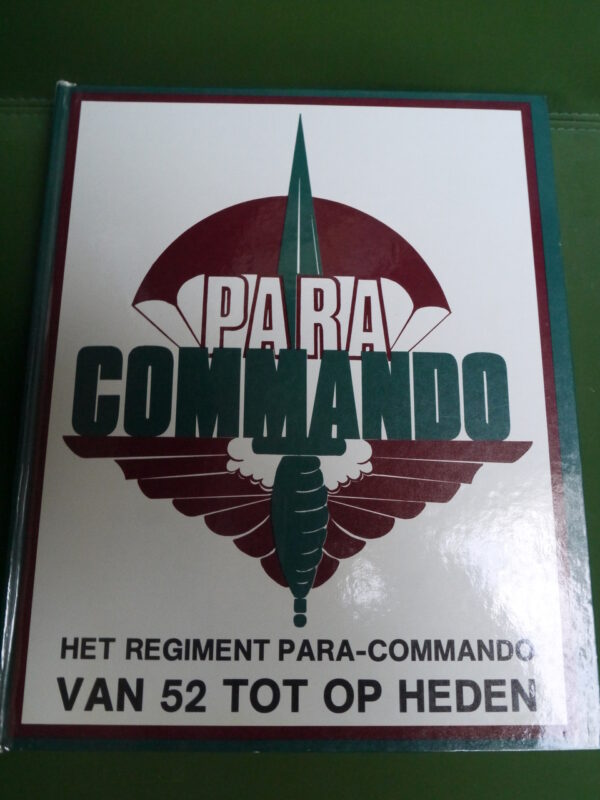 PARA
COMMANDO
HET REGIMENT PARA-COMMANDO
VAN 52 TOT OP HEDEN